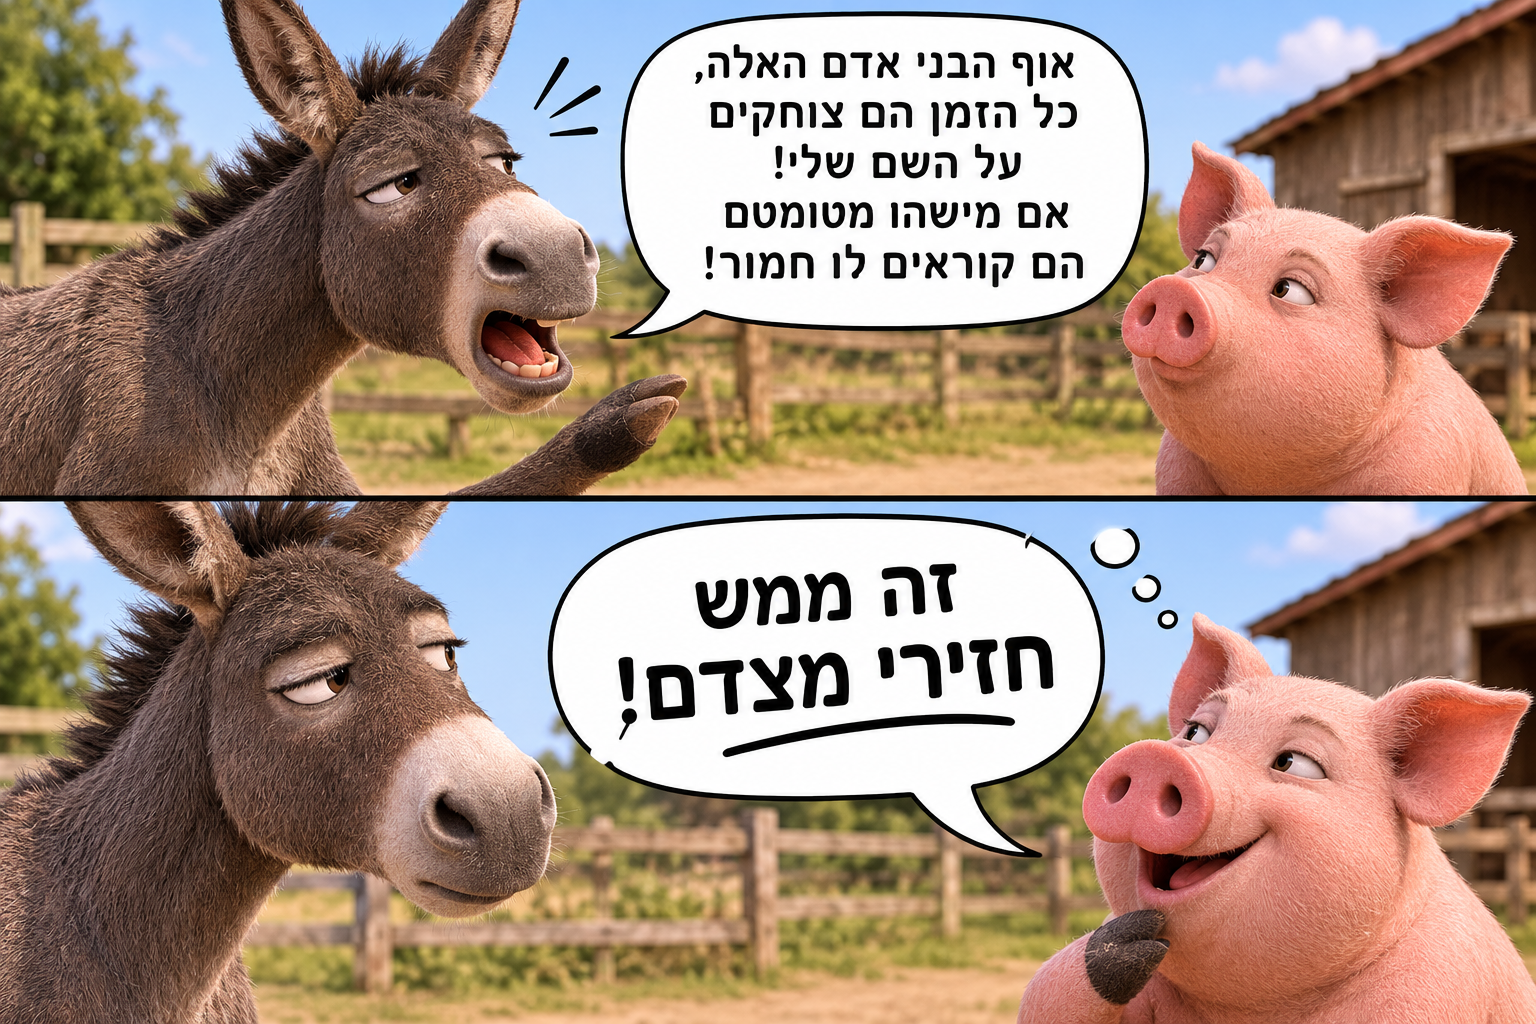 אוף הבני אדם האלה,
כל הזמן הם צוחקים
על השם שלי!
אם מישהו מטומטם
הם קוראים לו חמור!
זה ממש
חזירי מצדם!